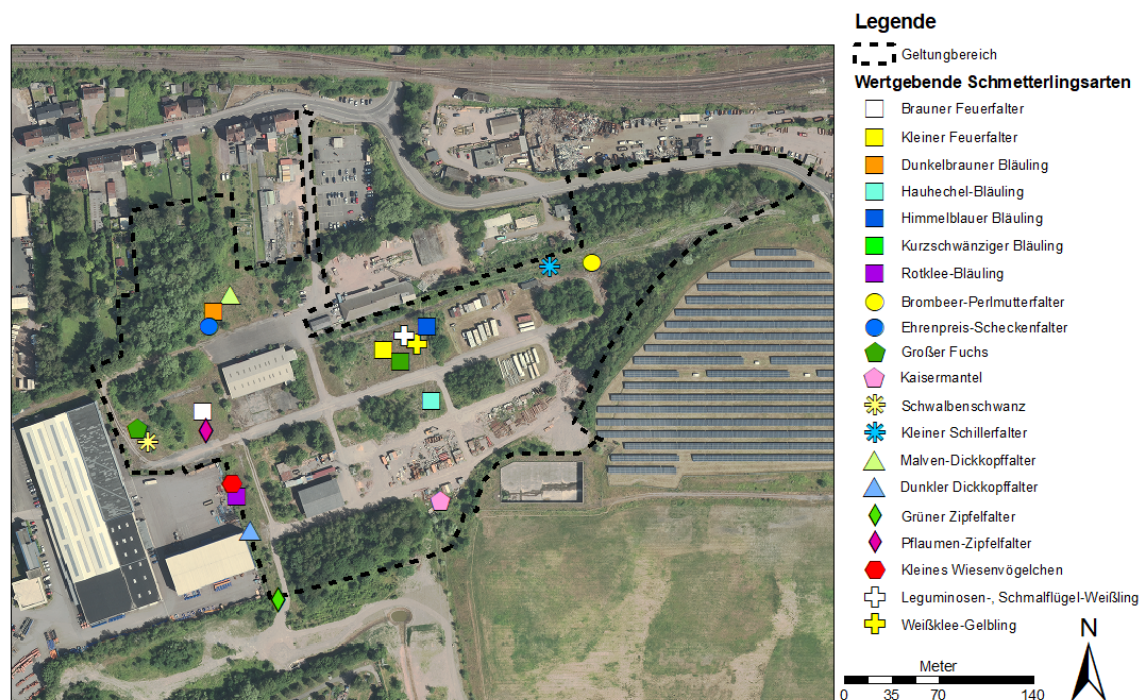 Legende
Geltungbereich
Wertgebende Schmetterlingsarten
Brauner Feuerfalter
Kleiner Feuerfalter
Dunkelbrauner Bläuling
Hauhechel-Bläuling
Himmelblauer Bläuling
Kurzschwänziger Bläuling
Rotklee-Bläuling
Brombeer-Perlmutterfalter
Ehrenpreis-Scheckenfalter
Großer Fuchs
Kaisermantel
Schwalbenschwanz
Kleiner Schillerfalter
Malven-Dickkopffalter
Dunkler Dickkopffalter
Grüner Zipfelfalter
Pflaumen-Zipfelfalter
Kleines Wiesenvögelchen
Leguminosen-, Schmalflügel-Weißling
Weißklee-Gelbling
N
Meter
0 35 70 140